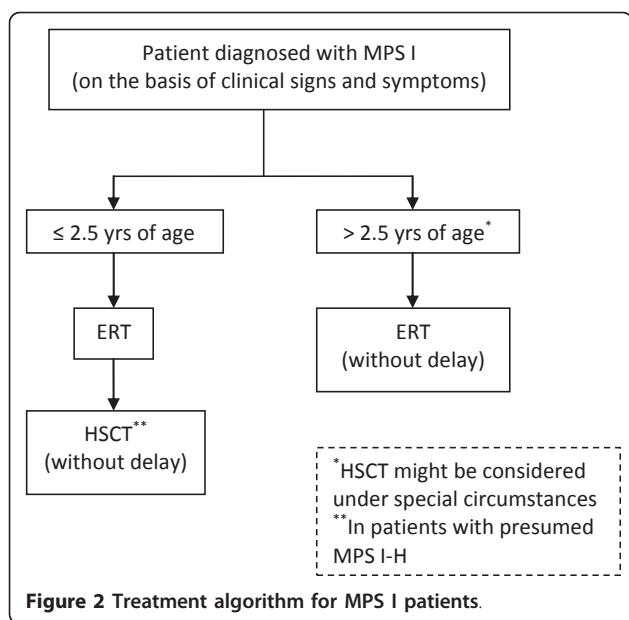 Patient diagnosed with MPS I
(on the basis of clinical signs and symptoms)
≤ 2.5 yrs of age
> 2.5 yrs of age*
ERT
ERT
(without delay)
HSCT**
(without delay)
*HSCT might be considered
under special circumstances
**In patients with presumed
MPS I-H
Figure 2 Treatment algorithm for MPS I patients.